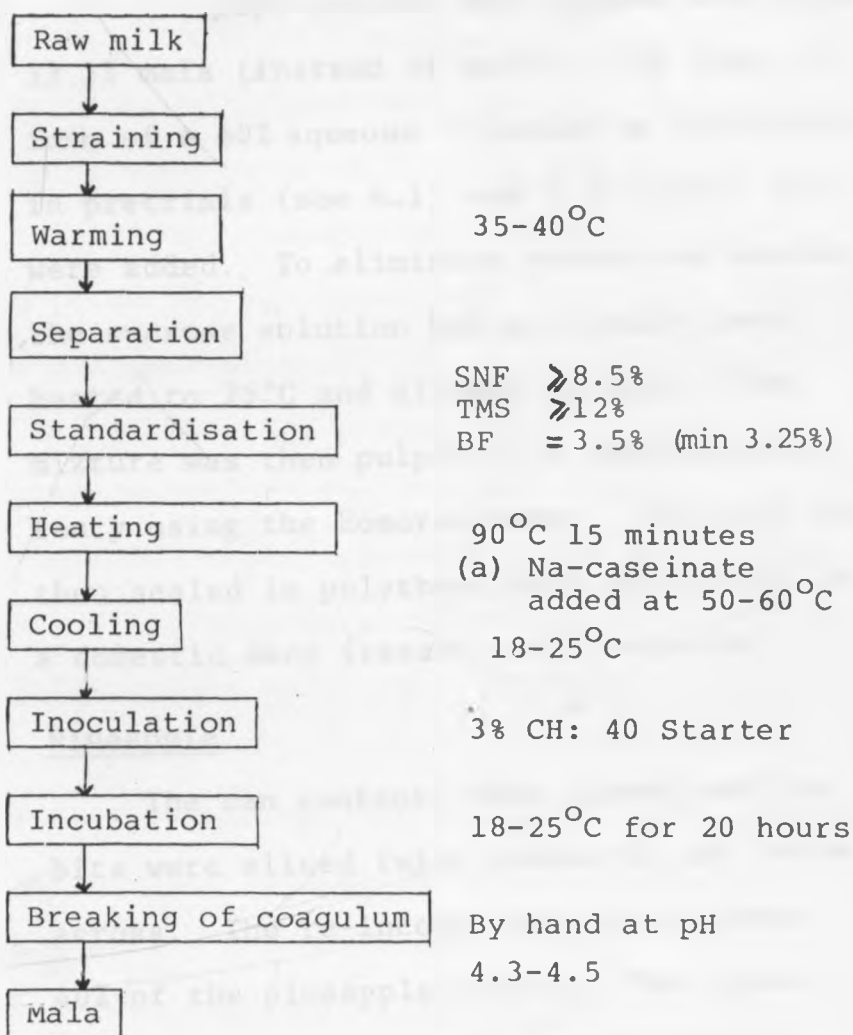 Raw milk
Straining
Warming 35-40°C
Separation
SNF ⩾8.5%
TMS ⩾12%
Standardisation
BF = 3.5% (min 3.25%)
Heating 90°C 15 minutes
(a) Na-caseinate
added at 50-60°C
Cooling 18-25°C
Inoculation 3% CH: 40 Starter
Incubation 18-25°C for 20 hours
Breaking of coagulum By hand at pH
4.3-4.5
Mala